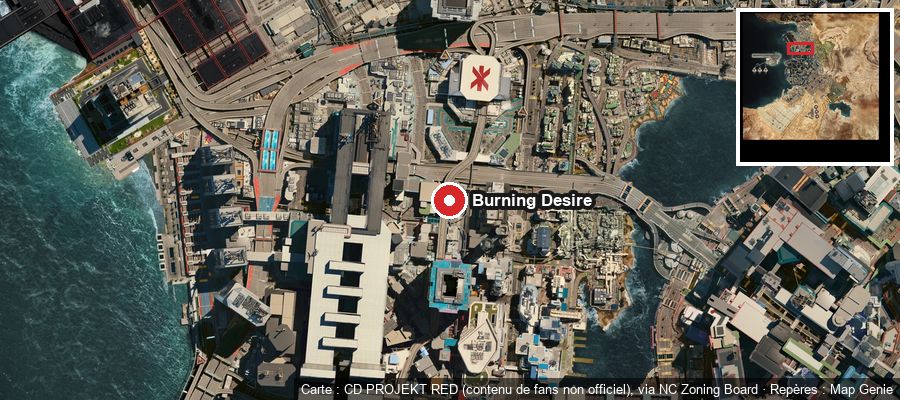 Burning Desire
Carte : CD PROJEKT RED (contenu de fans non officiel), via NC Zoning Board · Repères : Map Genie